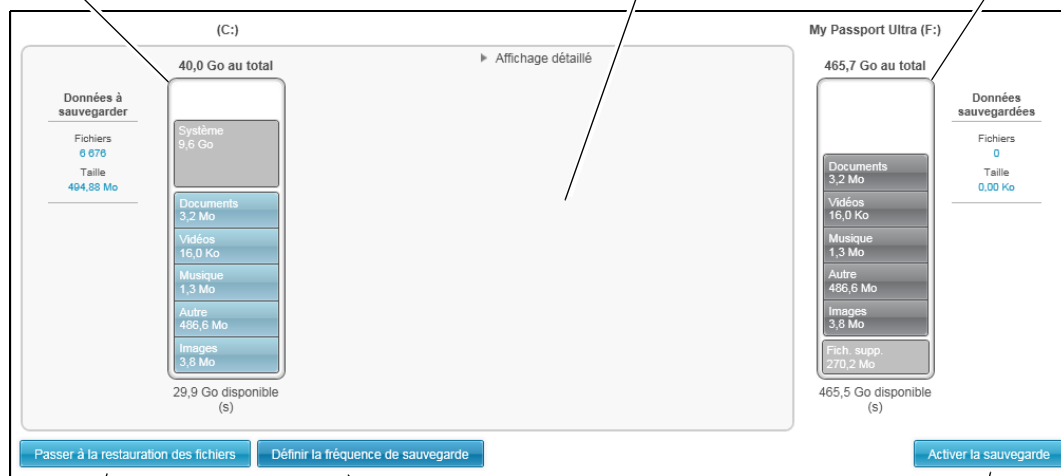 (C:)
My Passport Ultra (F:)
Affichage détaillé
40,0 Go au total
Données à
sauvegarder
Fichiers
6 676
Taille
494,88 Mo
Système
9,6 Go
Documents
3,2 Mo
Vidéos
16,0 Ko
Musique
1,3 Mo
Autre
486,6 Mo
Images
3,8 Mo
29,9 Go disponible
(s)
465,7 Go au total
Documents
3,2 Mo
Vidéos
16,0 Ko
Musique
1,3 Mo
Autre
486,6 Mo
Images
3,8 Mo
Fich. supp.
270,2 Mo
465,5 Go disponible
(s)
Données
sauvegardées
Fichiers
0
Taille
0,00 Ko
Passer à la restauration des fichiers
Définir la fréquence de sauvegarde
Activer la sauvegarde